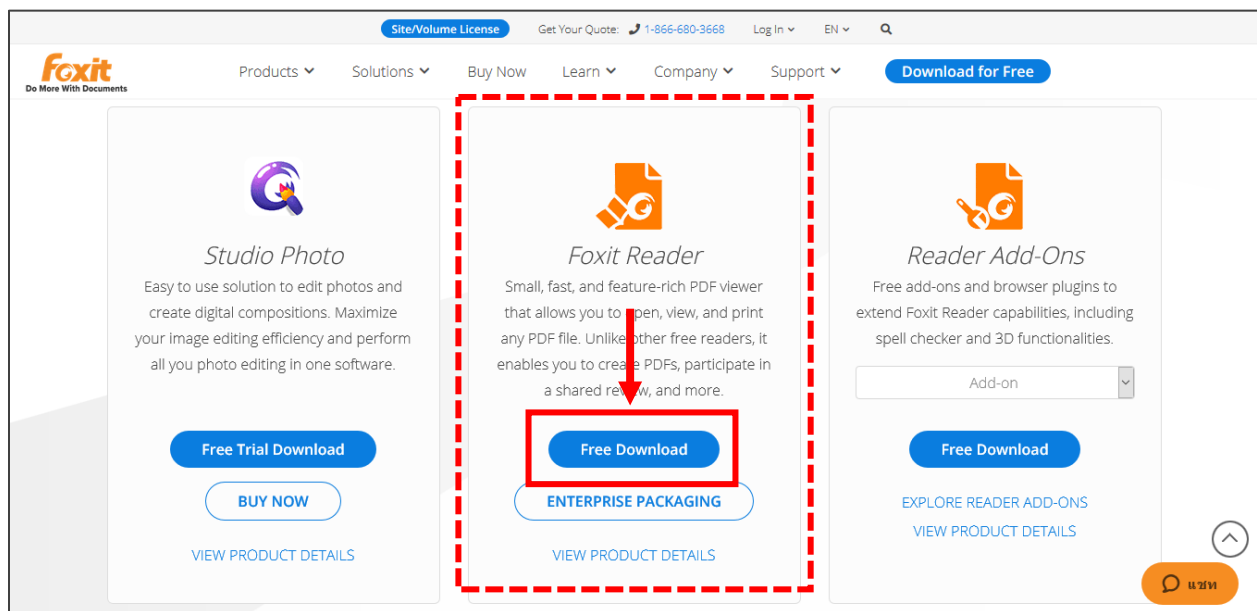 Site/Volume License Get Your Quote: 1-866-680-3668 Log In EN
Foxit
Do More With Documents
Products Solutions Buy Now Learn Company Support Download for Free
Studio Photo
Easy to use solution to edit photos and
create digital compositions. Maximize
your image editing efficiency and perform
all you photo editing in one software.
Free Trial Download
BUY NOW
VIEW PRODUCT DETAILS
Foxit Reader
Small, fast, and feature-rich PDF viewer
that allows you to open, view, and print
any PDF file. Unlike other free readers, it
enables you to create PDFs, participate in
a shared review, and more.
Free Download
ENTERPRISE PACKAGING
VIEW PRODUCT DETAILS
Reader Add-Ons
Free add-ons and browser plugins to
extend Foxit Reader capabilities, including
spell checker and 3D functionalities.
Add-on
Free Download
EXPLORE READER ADD-ONS
VIEW PRODUCT DETAILS
แชท